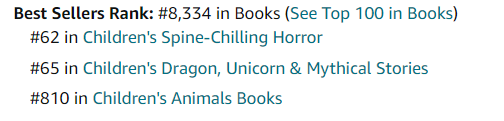 Best Sellers Rank: #8,334 in Books (See Top 100 in Books)
#62 in Children's Spine-Chilling Horror
#65 in Children's Dragon, Unicorn & Mythical Stories
#810 in Children's Animals Books